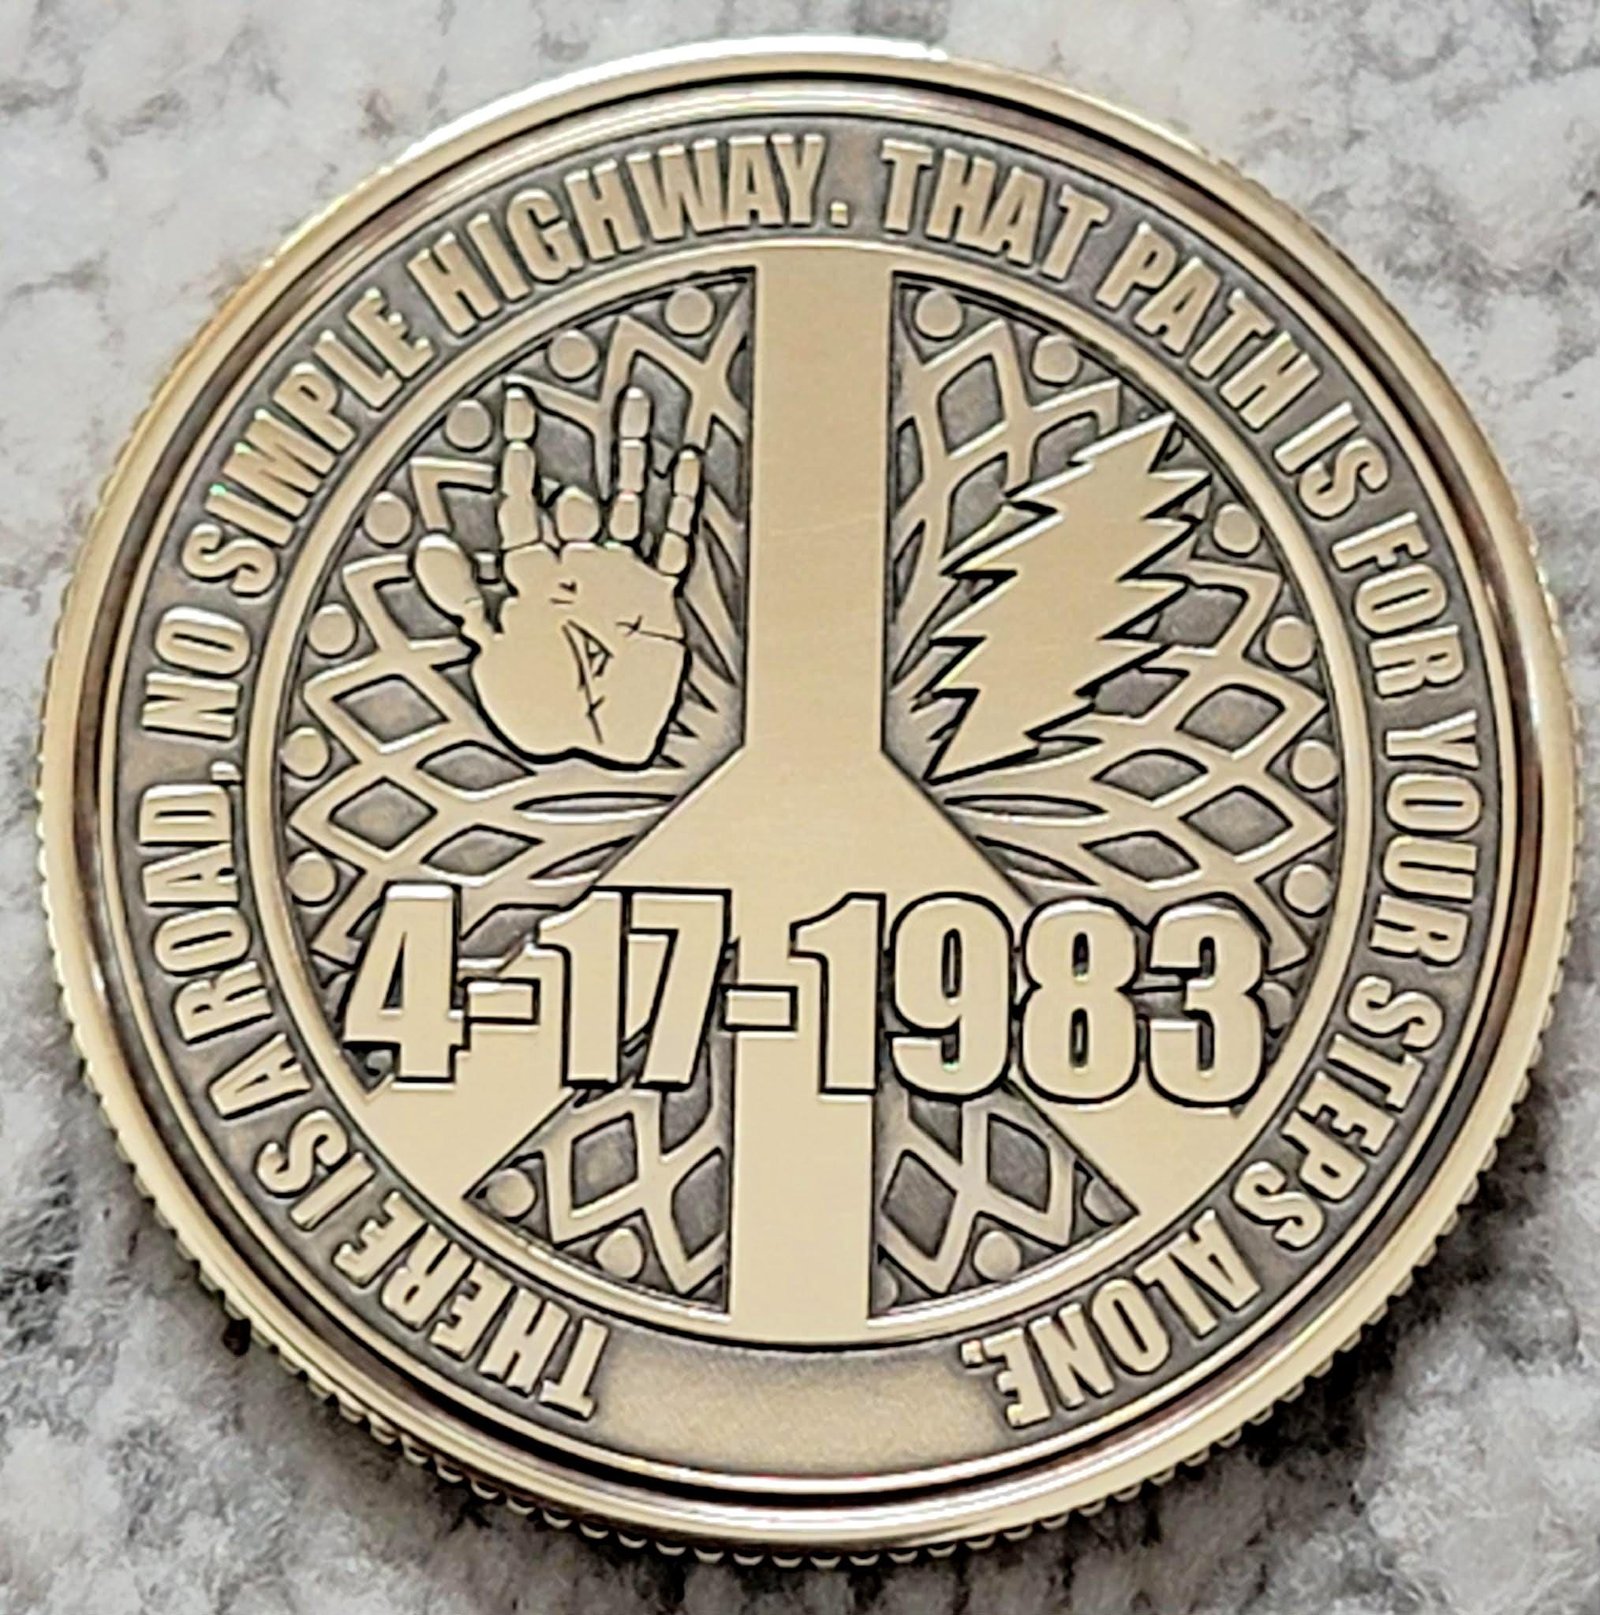 THERE IS A ROAD, NO SIMPLE HIGHWAY. THAT PATH IS FOR YOUR STEPS ALONE.
4-17-1983